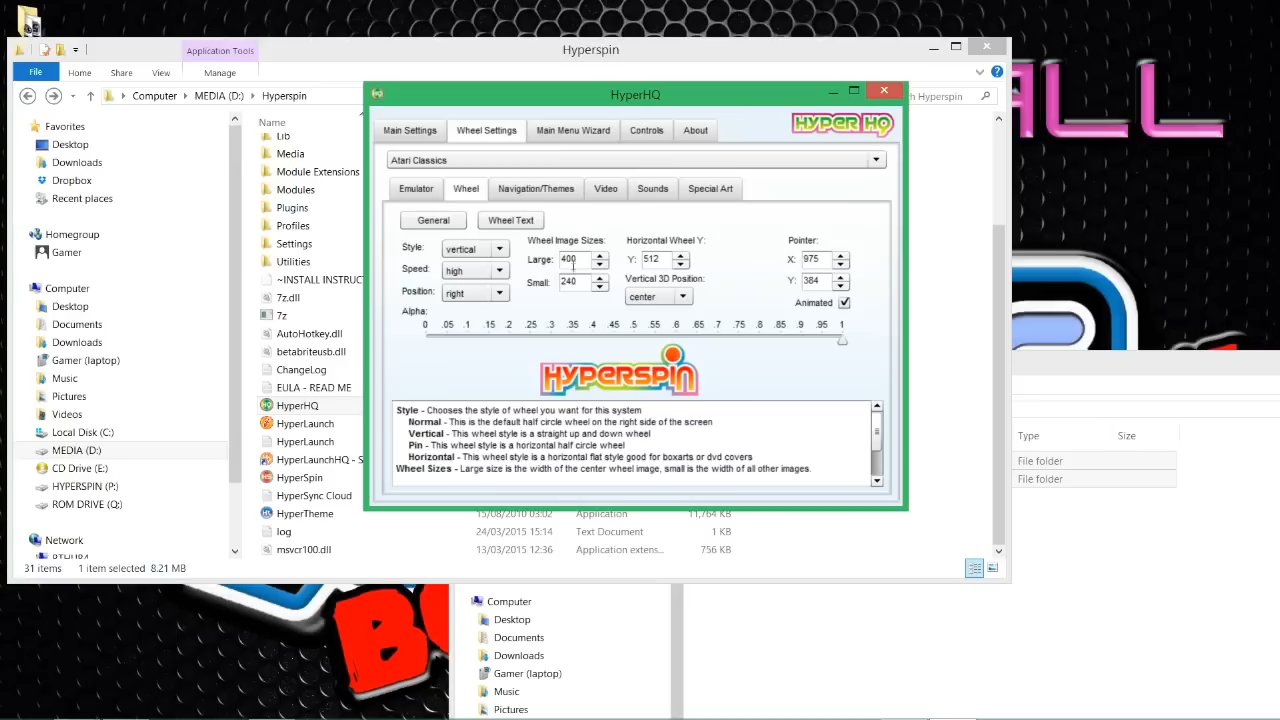 Application Tools
Hyperspin
File
Home
Share
View
Manage
Computer
MEDIA (D:)
Hyperspin
h Hyperspin
Favorites
Desktop
Downloads
Dropbox
Recent places
Homegroup
Gamer
Computer
Desktop
Documents
Downloads
Gamer (laptop)
Music
Pictures
Videos
Local Disk (C:)
MEDIA (D:)
CD Drive (E:)
HYPERSPIN (P:)
ROM DRIVE (Q:)
Network
31 items
1 item selected 8.21 MB
Name
Lib
Media
Module Extensions
Modules
Plugins
Profiles
Settings
Utilities
~INSTALL INSTRUC
7z.dll
7z
AutoHotkey.dll
betabriteusb.dll
ChangeLog
EULA - READ ME
HyperHQ
HyperLaunch
HyperLaunch
HyperLaunchHQ - S
HyperSpin
HyperSync Cloud
HyperTheme
log
msvcr100.dll
15/08/2010 03:02
Application
11,764 KB
24/03/2015 15:14
Text Document
1 KB
13/03/2015 12:36
Application extens...
756 KB
HyperHQ
Main Settings
Wheel Settings
Main Menu Wizard
Controls
About
HYPER HQ
Atari Classics
Emulator
Wheel
Navigation/Themes
Video
Sounds
Special Art
General
Wheel Text
Style:
vertical
Speed:
high
Position:
right
Wheel Image Sizes:
Large:
400
Small:
240
Horizontal Wheel Y:
Y:
512
Vertical 3D Position:
center
Pointer:
X:
975
Y:
384
Animated
Alpha:
0 .05 .1 .15 .2 .25 .3 .35 .4 .45 .5 .55 .6 .65 .7 .75 .8 .85 .9 .95 1
HYPERSPIN
Style - Chooses the style of wheel you want for this system
Normal - This is the default half circle wheel on the right side of the screen
Vertical - This wheel style is a straight up and down wheel
Pin - This wheel style is a horizontal half circle wheel
Horizontal - This wheel style is a horizontal flat style good for boxarts or dvd covers
Wheel Sizes - Large size is the width of the center wheel image, small is the width of all other images.
Type
Size
File folder
File folder
Computer
Desktop
Documents
Downloads
Gamer (laptop)
Music
Pictures
ALL